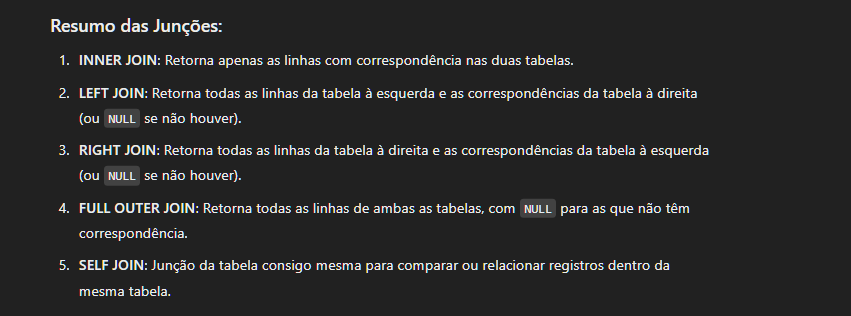 Resumo das Junções:
1. INNER JOIN: Retorna apenas as linhas com correspondência nas duas tabelas.
2. LEFT JOIN: Retorna todas as linhas da tabela à esquerda e as correspondências da tabela à direita
(ou NULL se não houver).
3. RIGHT JOIN: Retorna todas as linhas da tabela à direita e as correspondências da tabela à esquerda
(ou NULL se não houver).
4. FULL OUTER JOIN: Retorna todas as linhas de ambas as tabelas, com NULL para as que não têm
correspondência.
5. SELF JOIN: Junção da tabela consigo mesma para comparar ou relacionar registros dentro da
mesma tabela.